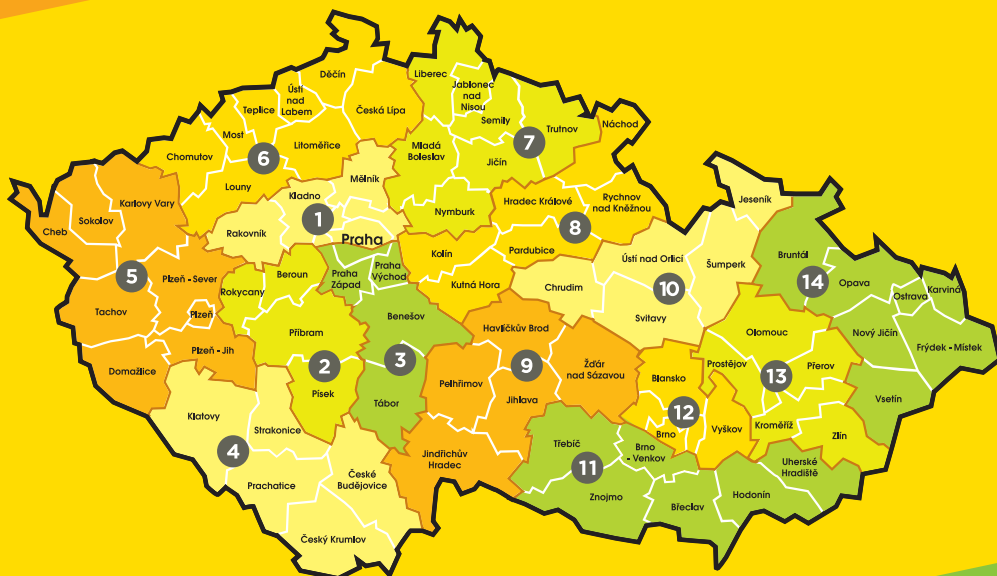 Děčín
Liberec
Ústí
nad
Labem
Jablonec
nad
Nisou
Teplice
Česká Lípa
Semily
Trutnov
Náchod
Most
Litoměřice
Mladá
Boleslav
7
Chomutov
6
Jičín
Mělník
Louny
Kladno
Karlovy Vary
Nymburk
Hradec Králové
Rychnov
nad Kněžnou
Jeseník
Sokolov
Cheb
1
Rakovník
Praha
8
Kolín
Pardubice
Bruntál
Beroun
Praha
Západ
Praha
Východ
Ústí nad Orlicí
Šumperk
5
Plzeň - Sever
Rokycany
Kutná Hora
Chrudim
10
14
Opava
Karviná
Ostrava
Tachov
Plzeň
Benešov
Svitavy
Příbram
Havlíčkův Brod
Olomouc
Nový Jičín
Frýdek - Místek
Plzeň - Jih
3
Domažlice
2
9
Žďár
nad Sázavou
Prostějov
Přerov
13
Písek
Pelhřimov
Blansko
Jihlava
Tábor
Vsetín
Klatovy
12
Kroměříž
Strakonice
Brno
Vyškov
Zlín
4
Jindřichův
Hradec
Třebíč
Brno
- Venkov
11
Uherské
Hradiště
České
Budějovice
Prachatice
Znojmo
Hodonín
Břeclav
Český Krumlov